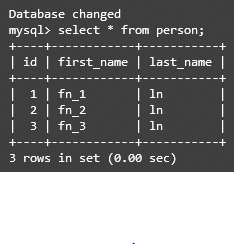 Database changed
mysql> select * from person;
+----+------------+-----------+
| id | first_name | last_name |
+----+------------+-----------+
|  1 | fn_1       | ln        |
|  2 | fn_2       | ln        |
|  3 | fn_3       | ln        |
+----+------------+-----------+
3 rows in set (0.00 sec)